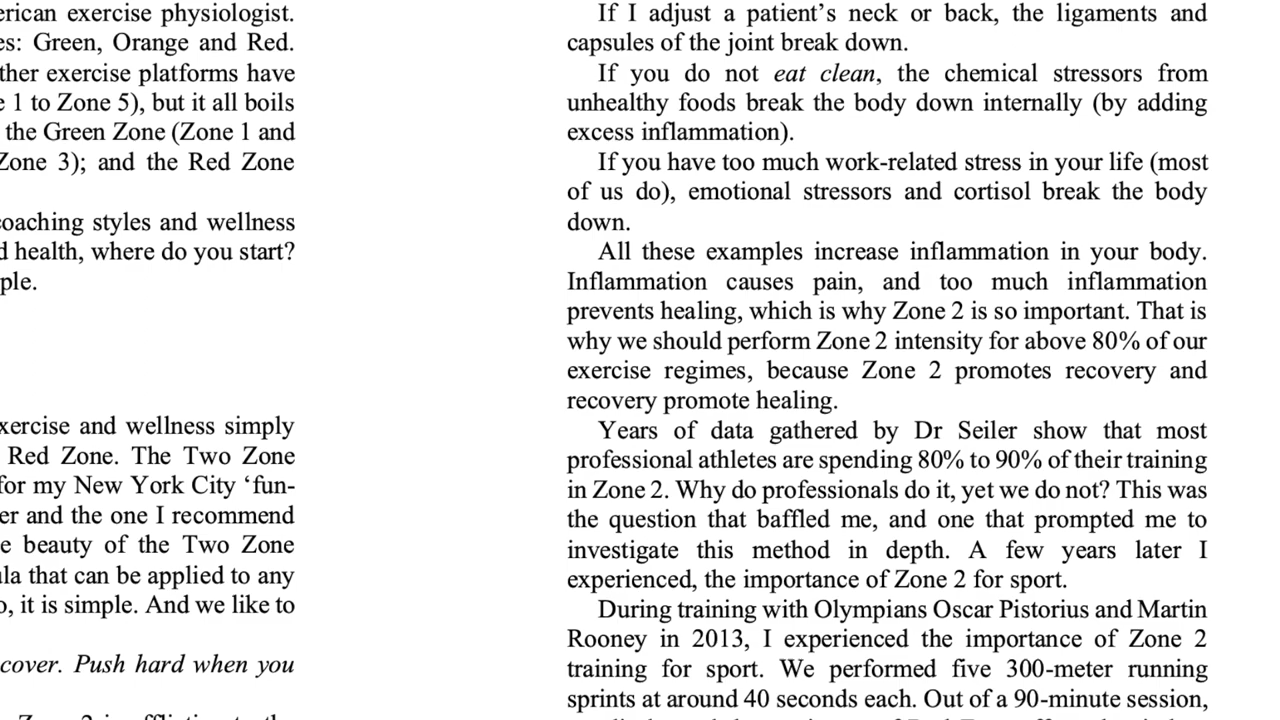 erican exercise physiologist.
es: Green, Orange and Red.
ther exercise platforms have
e 1 to Zone 5), but it all boils
the Green Zone (Zone 1 and
Zone 3); and the Red Zone
coaching styles and wellness
d health, where do you start?
ple.
xercise and wellness simply
Red Zone. The Two Zone
for my New York City ‘fun-
er and the one I recommend
e beauty of the Two Zone
ula that can be applied to any
o, it is simple. And we like to
cover. Push hard when you
If I adjust a patient’s neck or back, the ligaments and
capsules of the joint break down.
If you do not eat clean, the chemical stressors from
unhealthy foods break the body down internally (by adding
excess inflammation).
If you have too much work-related stress in your life (most
of us do), emotional stressors and cortisol break the body
down.
All these examples increase inflammation in your body.
Inflammation causes pain, and too much inflammation
prevents healing, which is why Zone 2 is so important. That is
why we should perform Zone 2 intensity for above 80% of our
exercise regimes, because Zone 2 promotes recovery and
recovery promote healing.
Years of data gathered by Dr Seiler show that most
professional athletes are spending 80% to 90% of their training
in Zone 2. Why do professionals do it, yet we do not? This was
the question that baffled me, and one that prompted me to
investigate this method in depth. A few years later I
experienced, the importance of Zone 2 for sport.
During training with Olympians Oscar Pistorius and Martin
Rooney in 2013, I experienced the importance of Zone 2
training for sport. We performed five 300-meter running
sprints at around 40 seconds each. Out of a 90-minute session,